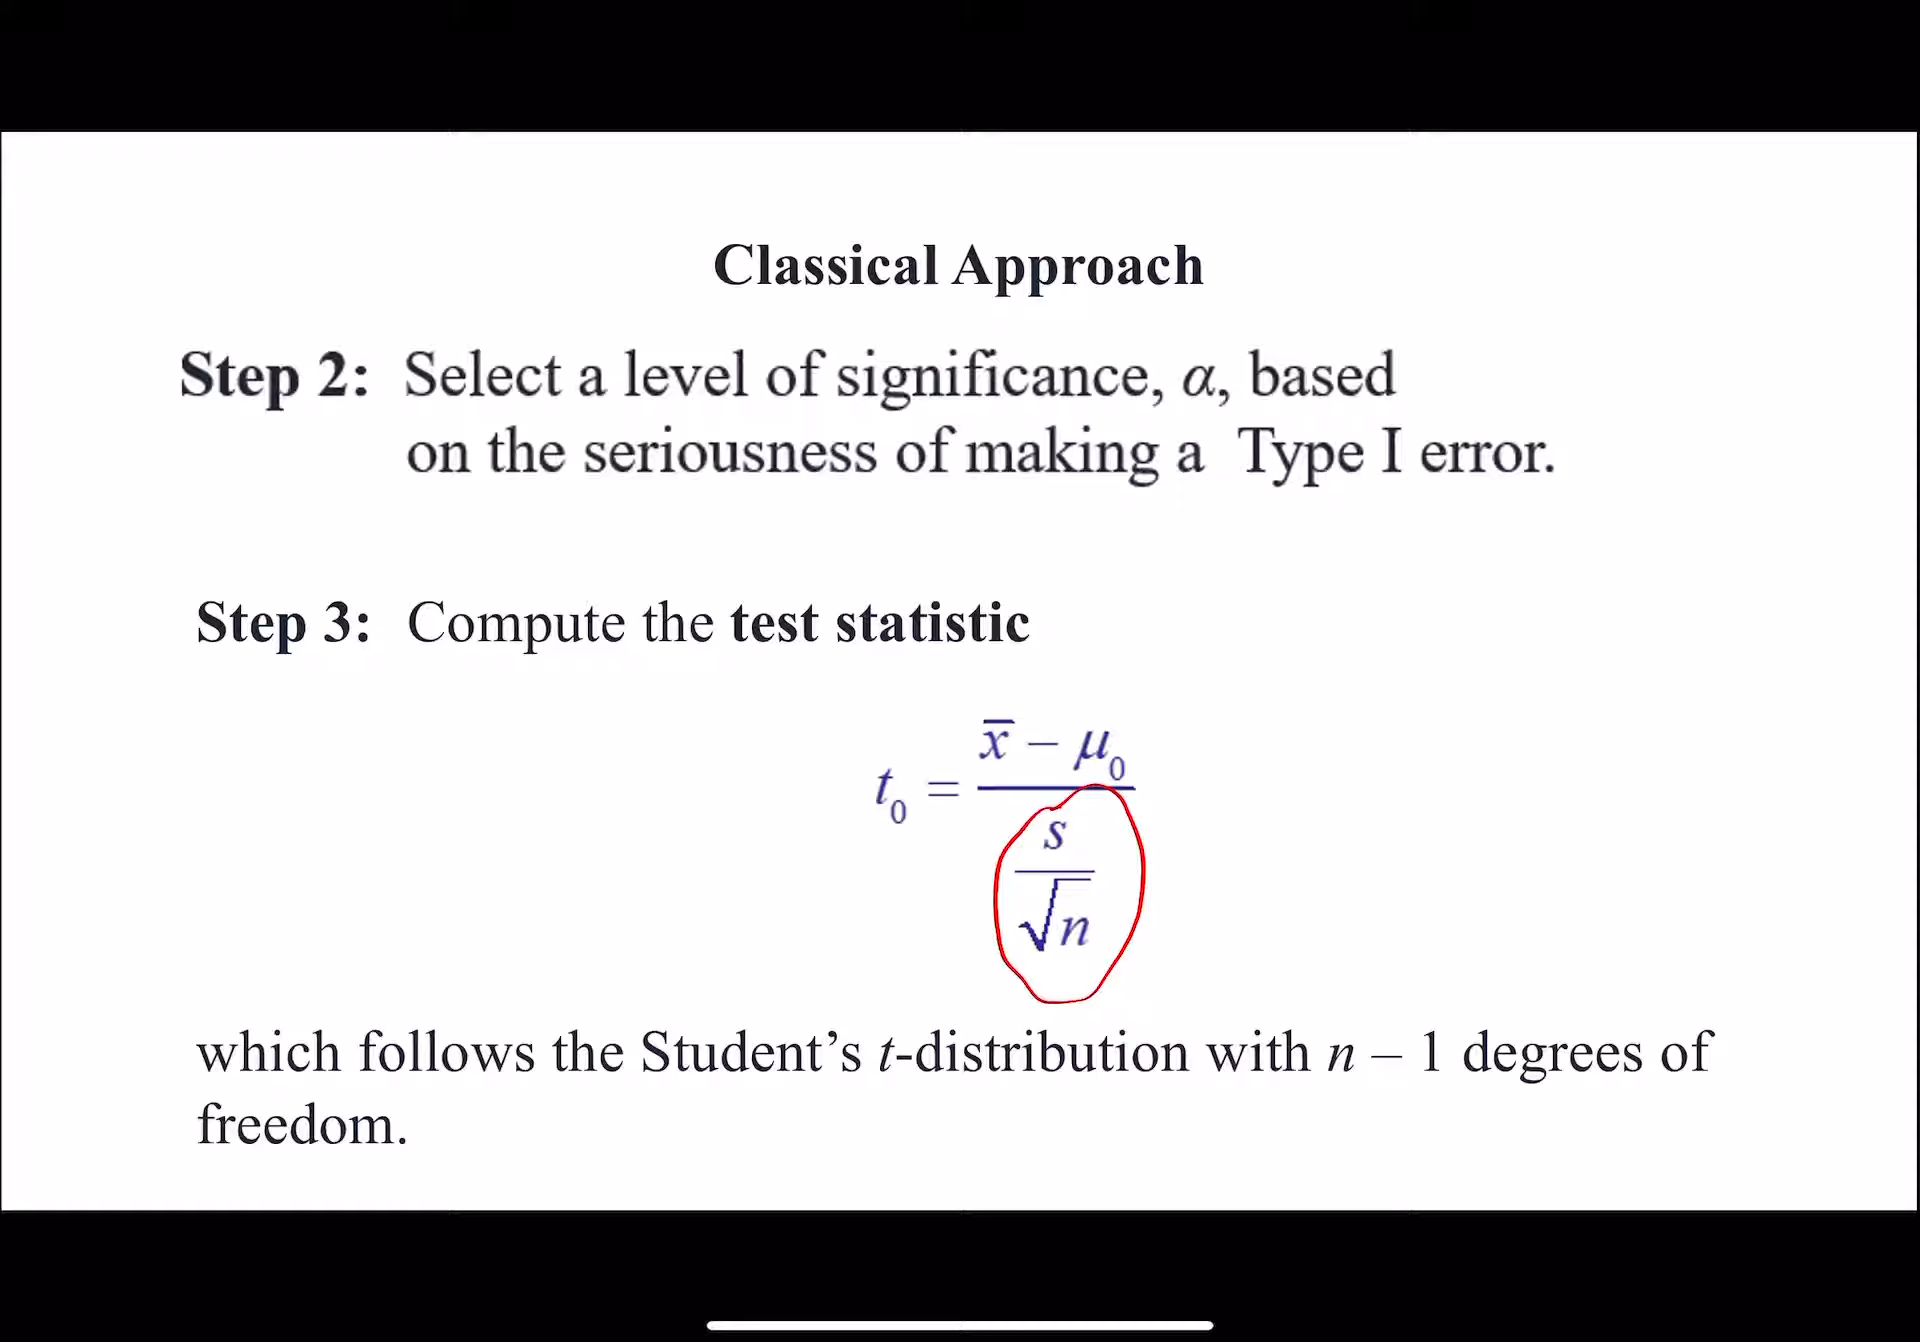 Classical Approach
Step 2: Select a level of significance, α, based
on the seriousness of making a Type I error.
Step 3: Compute the test statistic
t₀ = (x̄ − μ₀) / (s / √n)
which follows the Student’s t-distribution with n – 1 degrees of
freedom.